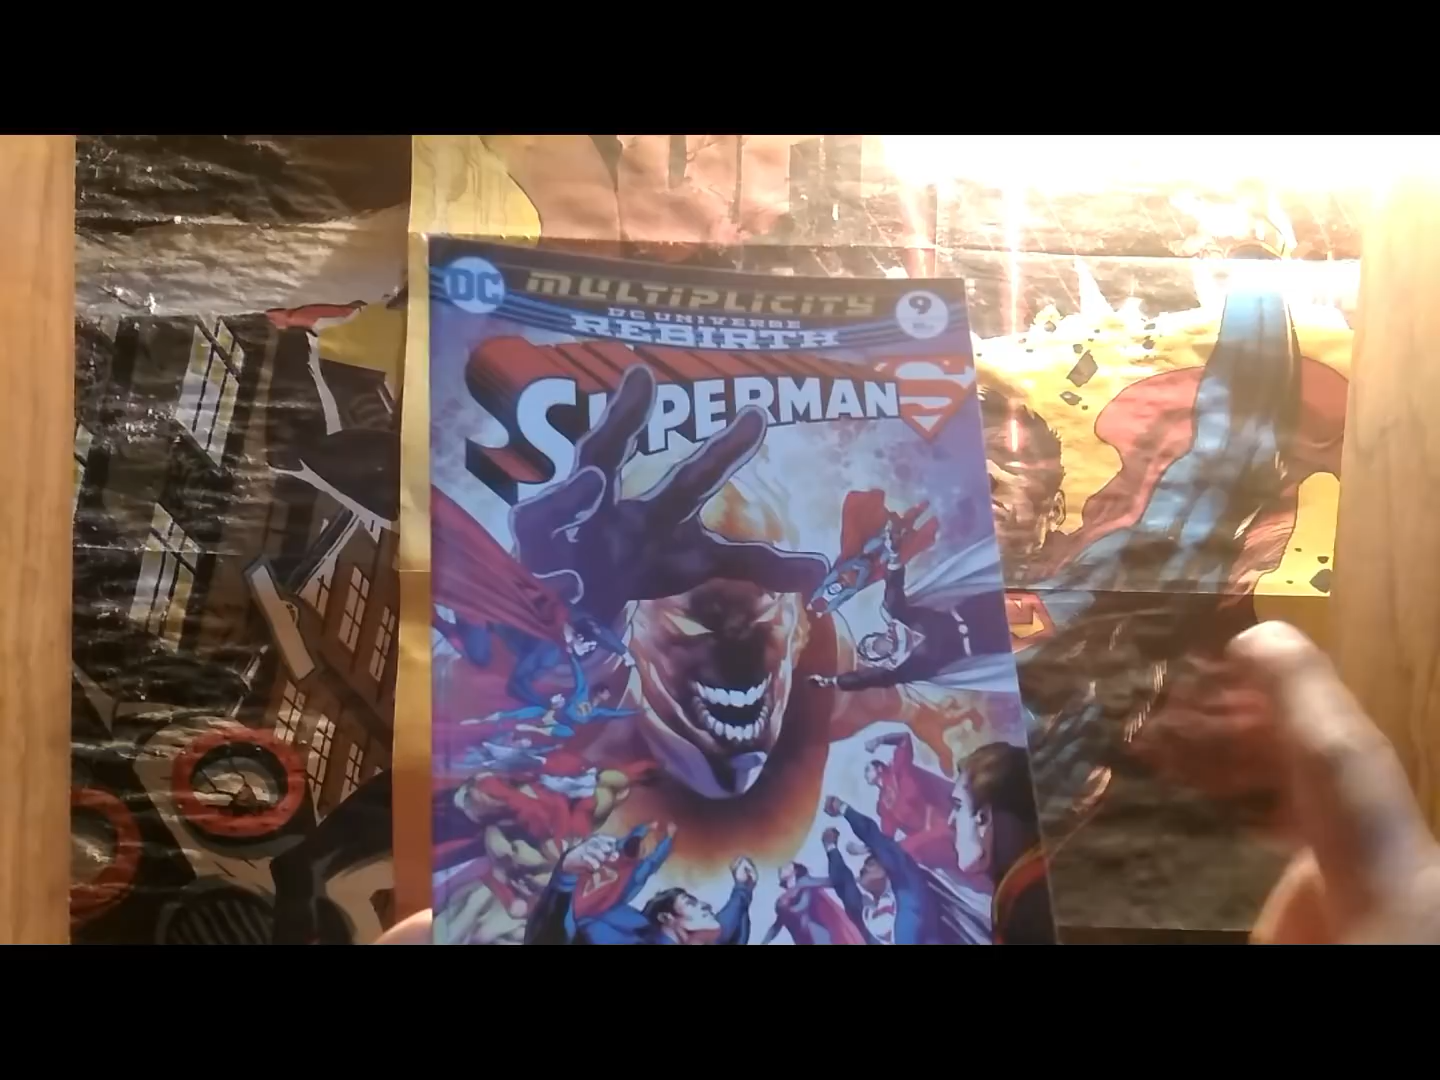 DC
MULTIPLICITY
9
DC UNIVERSE
REBIRTH
SUPERMAN
S